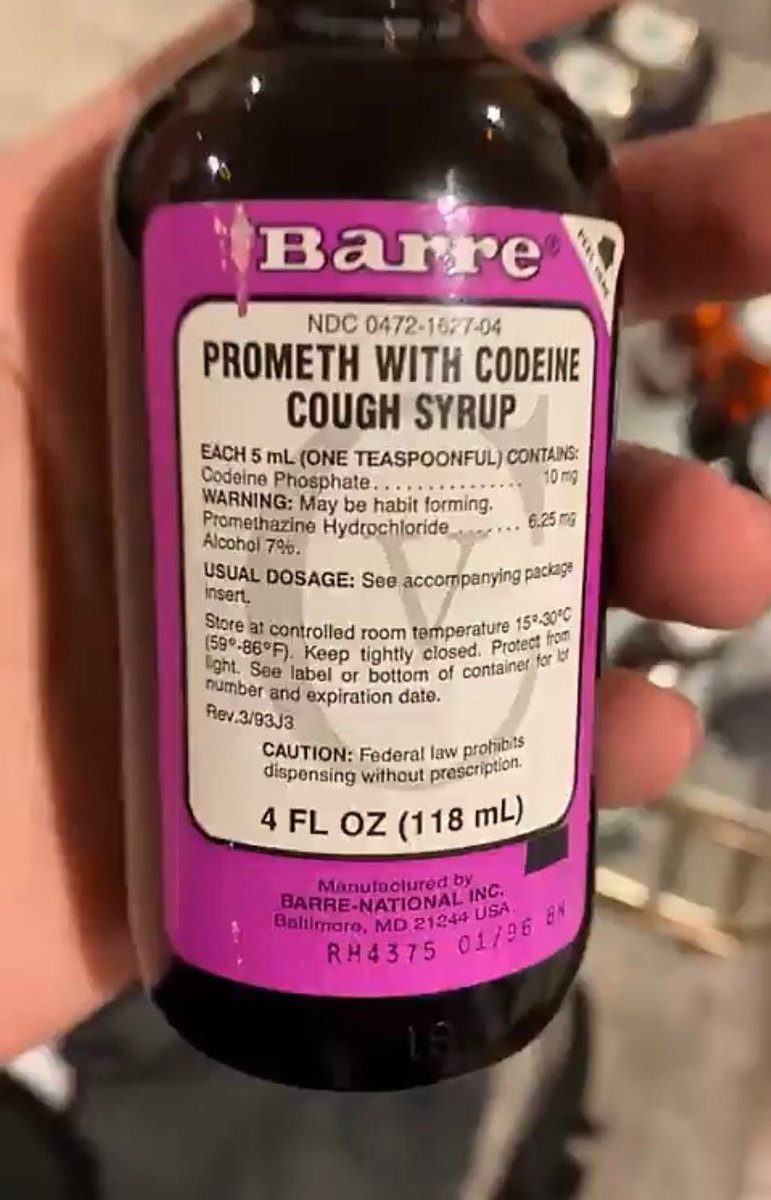 Barre®
PEEL HERE
NDC 0472-1627-04
PROMETH WITH CODEINE
COUGH SYRUP
EACH 5 mL (ONE TEASPOONFUL) CONTAINS:
Codeine Phosphate............... 10 mg
WARNING: May be habit forming.
Promethazine Hydrochloride........ 6.25 mg
Alcohol 7%.
USUAL DOSAGE: See accompanying package
insert.
Store at controlled room temperature 15°-30°C
(59°-86°F). Keep tightly closed. Protect from
light. See label or bottom of container for lot
number and expiration date.
Rev.3/93J3
CAUTION: Federal law prohibits
dispensing without prescription.
4 FL OZ (118 mL)
Manufactured by
BARRE-NATIONAL INC.
Baltimore, MD 21244 USA
RH4375 01/96
CV